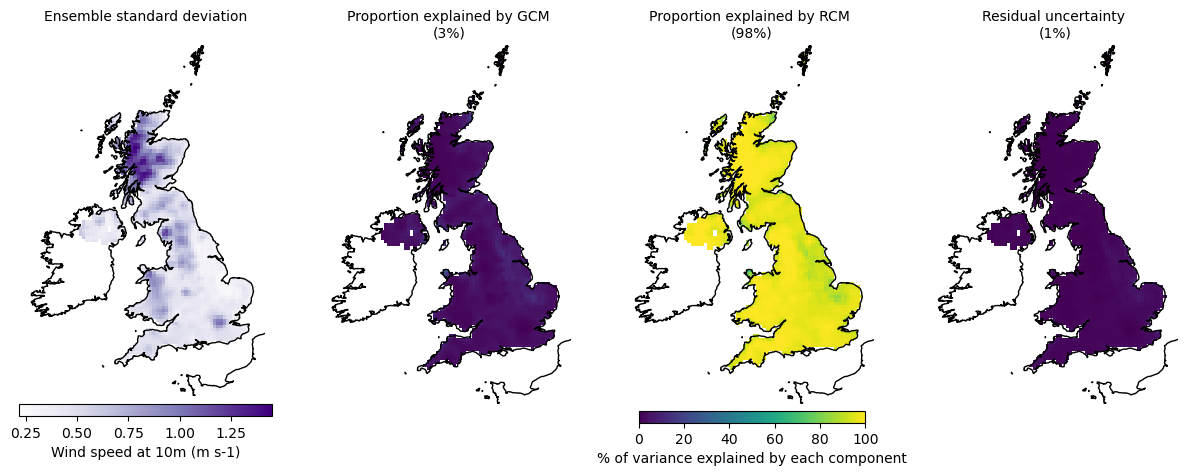 Ensemble standard deviation
Proportion explained by GCM
(3%)
Proportion explained by RCM
(98%)
Residual uncertainty
(1%)
0.25 0.50 0.75 1.00 1.25
Wind speed at 10m (m s-1)
0 20 40 60 80 100
% of variance explained by each component